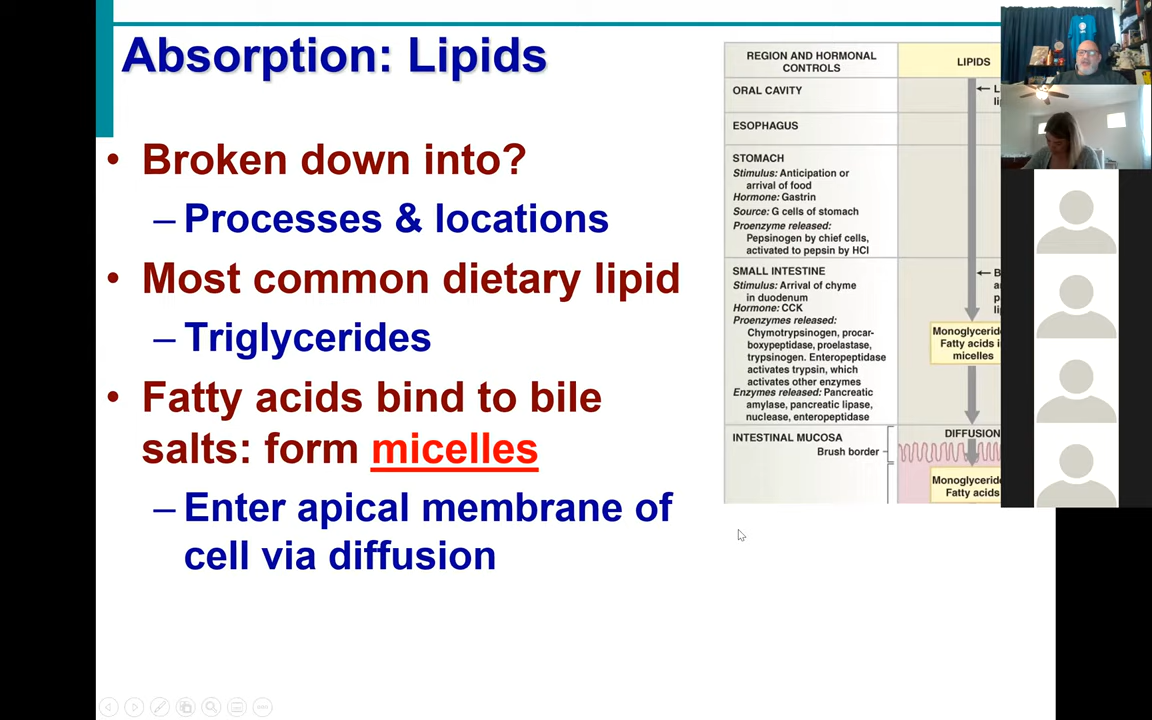 Absorption: Lipids
• Broken down into?
– Processes & locations
• Most common dietary lipid
– Triglycerides
• Fatty acids bind to bile
salts: form micelles
– Enter apical membrane of
cell via diffusion
REGION AND HORMONAL
CONTROLS
LIPIDS
ORAL CAVITY
ESOPHAGUS
STOMACH
Stimulus: Anticipation or
arrival of food
Hormone: Gastrin
Source: G cells of stomach
Proenzyme released:
Pepsinogen by chief cells,
activated to pepsin by HCl
SMALL INTESTINE
Stimulus: Arrival of chyme
in duodenum
Hormone: CCK
Proenzymes released:
Chymotrypsinogen, procar-
boxypeptidase, proelastase,
trypsinogen. Enteropeptidase
activates trypsin, which
activates other enzymes
Enzymes released: Pancreatic
amylase, pancreatic lipase,
nuclease, enteropeptidase
Fatty acids
micelles
INTESTINAL MUCOSA
Brush border
DIFFUSION
Fatty acids